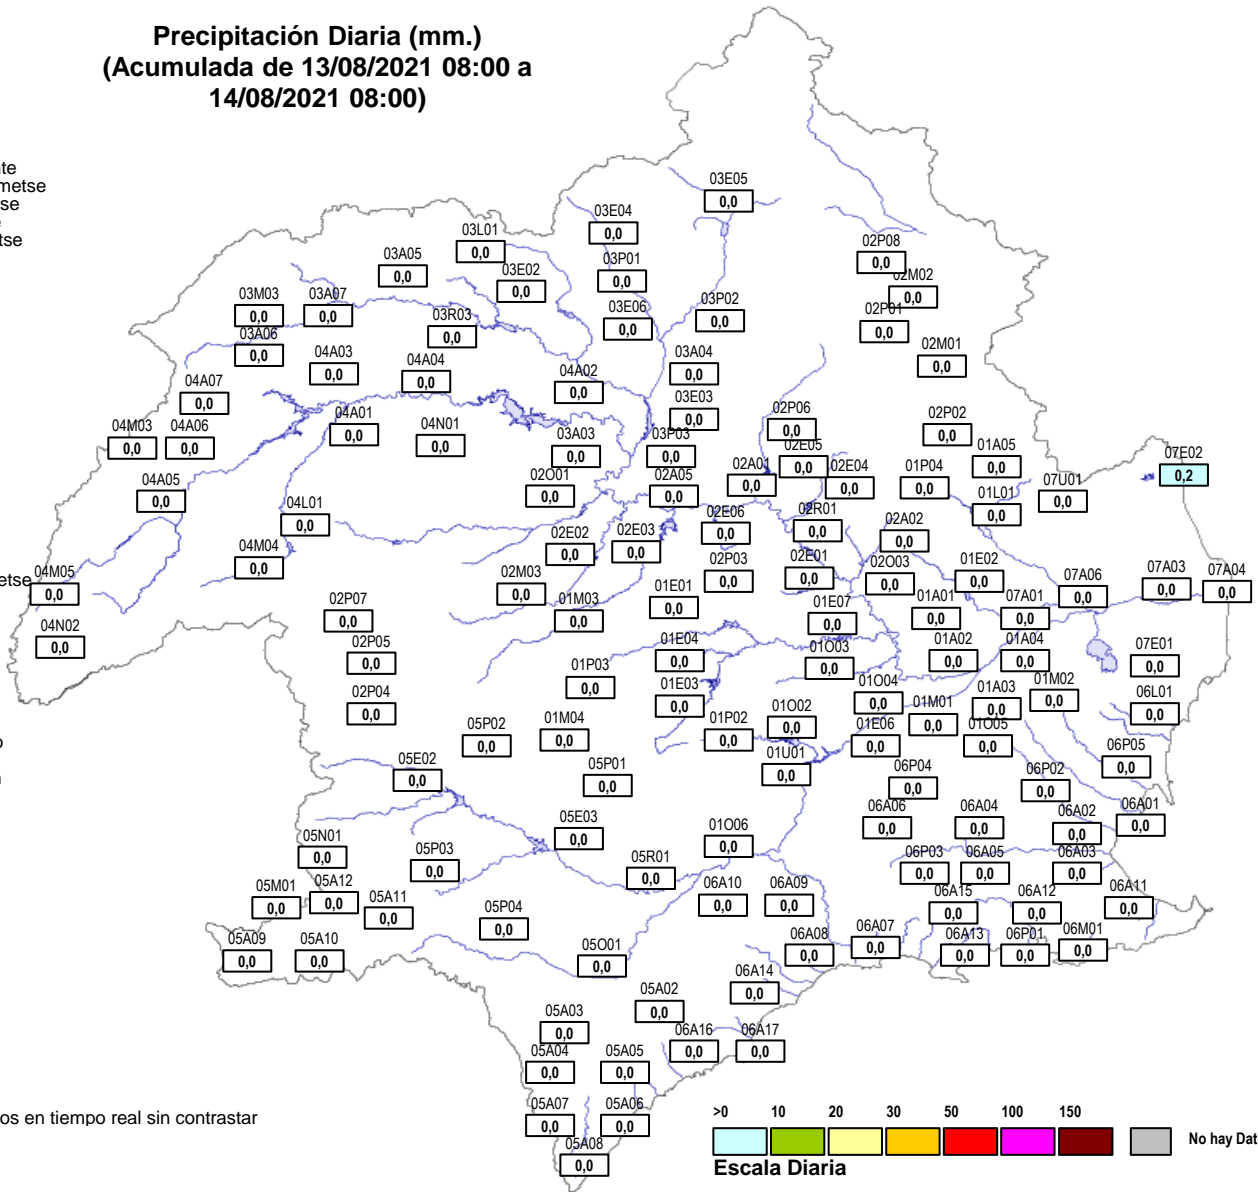 Precipitación Diaria (mm.)
(Acumulada de 13/08/2021 08:00 a
14/08/2021 08:00)
03E05
0,0
03E04
0,0
03L01
0,0
03A05
0,0
03P01
0,0
03E02
0,0
02P08
0,0
02M02
0,0
03M03
0,0
03A07
0,0
03R03
0,0
03E06
0,0
03P02
0,0
02P01
0,0
03A06
0,0
04A03
0,0
04A04
0,0
04A02
0,0
03A04
0,0
02M01
0,0
04A07
0,0
04A01
0,0
04N01
0,0
03E03
0,0
02P06
0,0
02P02
0,0
04M03
0,0
04A06
0,0
03A03
0,0
03P03
0,0
02E05
0,0
01A05
0,0
07E02
0,2
04A05
0,0
02O01
0,0
02A05
0,0
02A01
0,0
02E04
0,0
01P04
0,0
07U01
0,0
04L01
0,0
02E06
0,0
02R01
0,0
01L01
0,0
02A02
0,0
04M04
0,0
02E02
0,0
02E03
0,0
metse
04M05
0,0
02M03
0,0
02P03
0,0
02E01
0,0
02O03
0,0
01E02
0,0
07A06
0,0
07A03
0,0
07A04
0,0
04N02
0,0
02P07
0,0
01M03
0,0
01E01
0,0
01E07
0,0
01A01
0,0
07A01
0,0
02P05
0,0
01E04
0,0
01O03
0,0
01A02
0,0
01A04
0,0
07E01
0,0
02P04
0,0
01P03
0,0
01E03
0,0
01O04
0,0
01A03
0,0
01M02
0,0
06L01
0,0
05P02
0,0
01M04
0,0
01P02
0,0
01O02
0,0
01E06
0,0
01M01
0,0
01O05
0,0
05E02
0,0
05P01
0,0
01U01
0,0
06P04
0,0
06P02
0,0
06P05
0,0
05E03
0,0
01O06
0,0
06A06
0,0
06A04
0,0
06A02
0,0
06A01
0,0
05N01
0,0
05P03
0,0
05R01
0,0
06P03
0,0
06A05
0,0
06A03
0,0
05M01
0,0
05A12
0,0
05A11
0,0
06A10
0,0
06A09
0,0
06A15
0,0
06A12
0,0
06A11
0,0
05P04
0,0
05A09
0,0
05A10
0,0
05O01
0,0
06A08
0,0
06A07
0,0
06A13
0,0
06P01
0,0
06M01
0,0
06A14
0,0
05A02
0,0
05A03
0,0
06A16
0,0
06A17
0,0
05A04
0,0
05A05
0,0
05A07
0,0
05A06
0,0
05A08
0,0
os en tiempo real sin contrastar
>0 10 20 30 50 100 150
No hay Dat
Escala Diaria